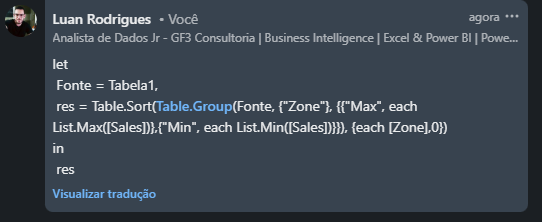 Luan Rodrigues • Você
agora •••
Analista de Dados Jr - GF3 Consultoria | Business Intelligence | Excel & Power BI | Powe...
let
Fonte = Tabela1,
res = Table.Sort(Table.Group(Fonte, {"Zone"}, {{"Max", each
List.Max([Sales])},{"Min", each List.Min([Sales])}}), {each [Zone],0})
in
res
Visualizar tradução